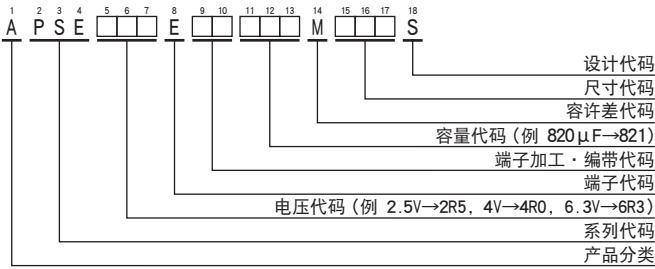 1 2 3 4 5 6 7 8 9 10 11 12 13 14 15 16 17 18
A P S E E M S
设计代码
尺寸代码
容许差代码
容量代码（例 820μF→821）
端子加工・编带代码
端子代码
电压代码（例 2.5V→2R5, 4V→4R0, 6.3V→6R3）
系列代码
产品分类